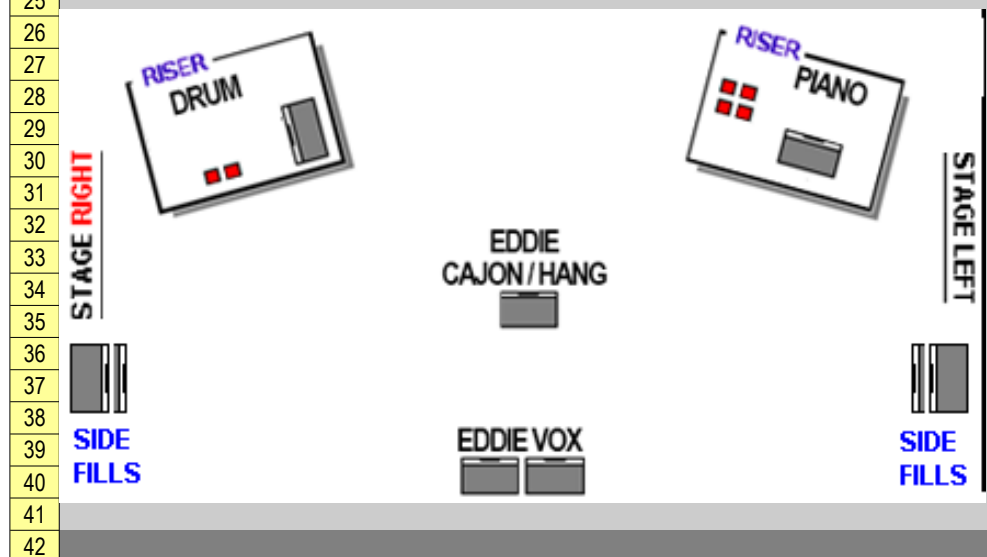 25
26
27
28
29
30
31
32
33
34
35
36
37
38
39
40
41
42
RISER
DRUM
RISER
PIANO
STAGE RIGHT
STAGE LEFT
EDDIE
CAJON / HANG
SIDE
FILLS
EDDIE VOX
SIDE
FILLS